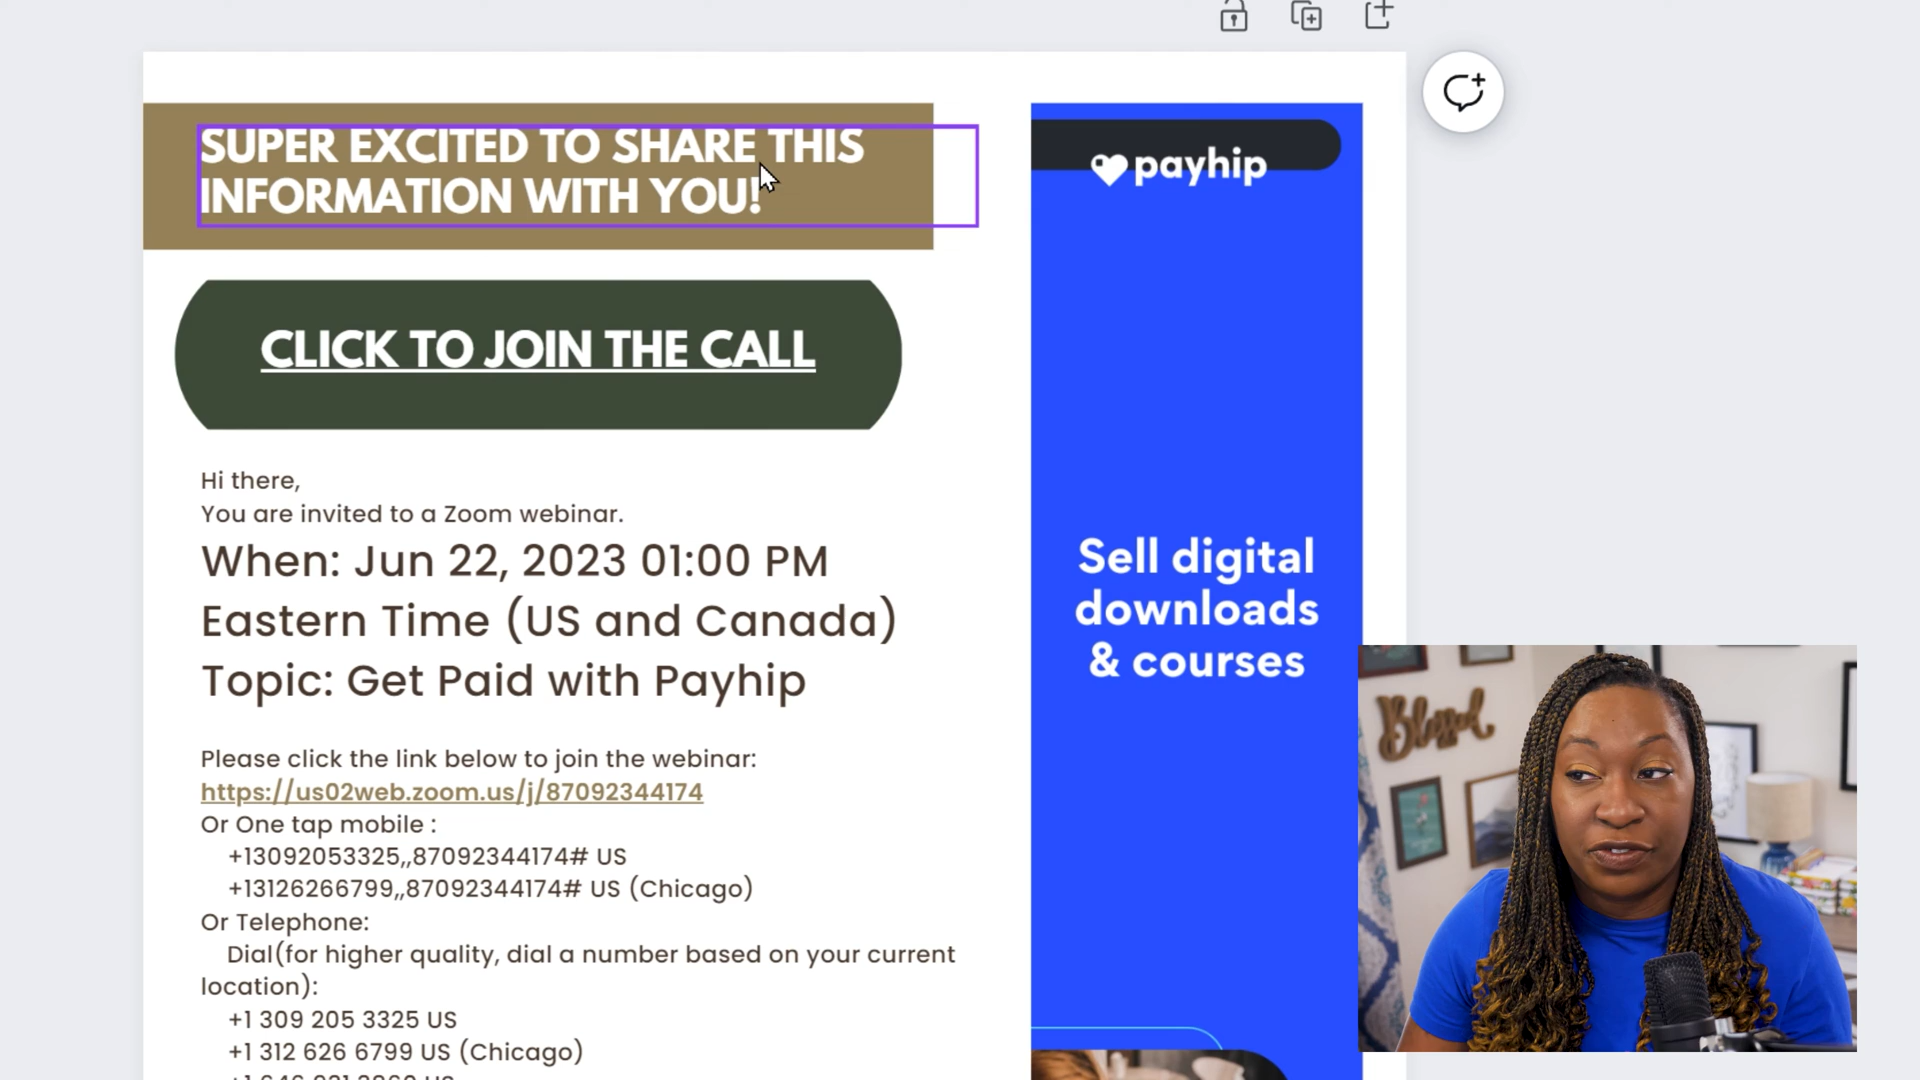 SUPER EXCITED TO SHARE THIS
INFORMATION WITH YOU!
CLICK TO JOIN THE CALL
Hi there,
You are invited to a Zoom webinar.
When: Jun 22, 2023 01:00 PM
Eastern Time (US and Canada)
Topic: Get Paid with Payhip
Please click the link below to join the webinar:
https://us02web.zoom.us/j/87092344174
Or One tap mobile :
+13092053325,,87092344174# US
+13126266799,,87092344174# US (Chicago)
Or Telephone:
Dial(for higher quality, dial a number based on your current
location):
+1 309 205 3325 US
+1 312 626 6799 US (Chicago)
payhip
Sell digital
downloads
& courses
Blessed